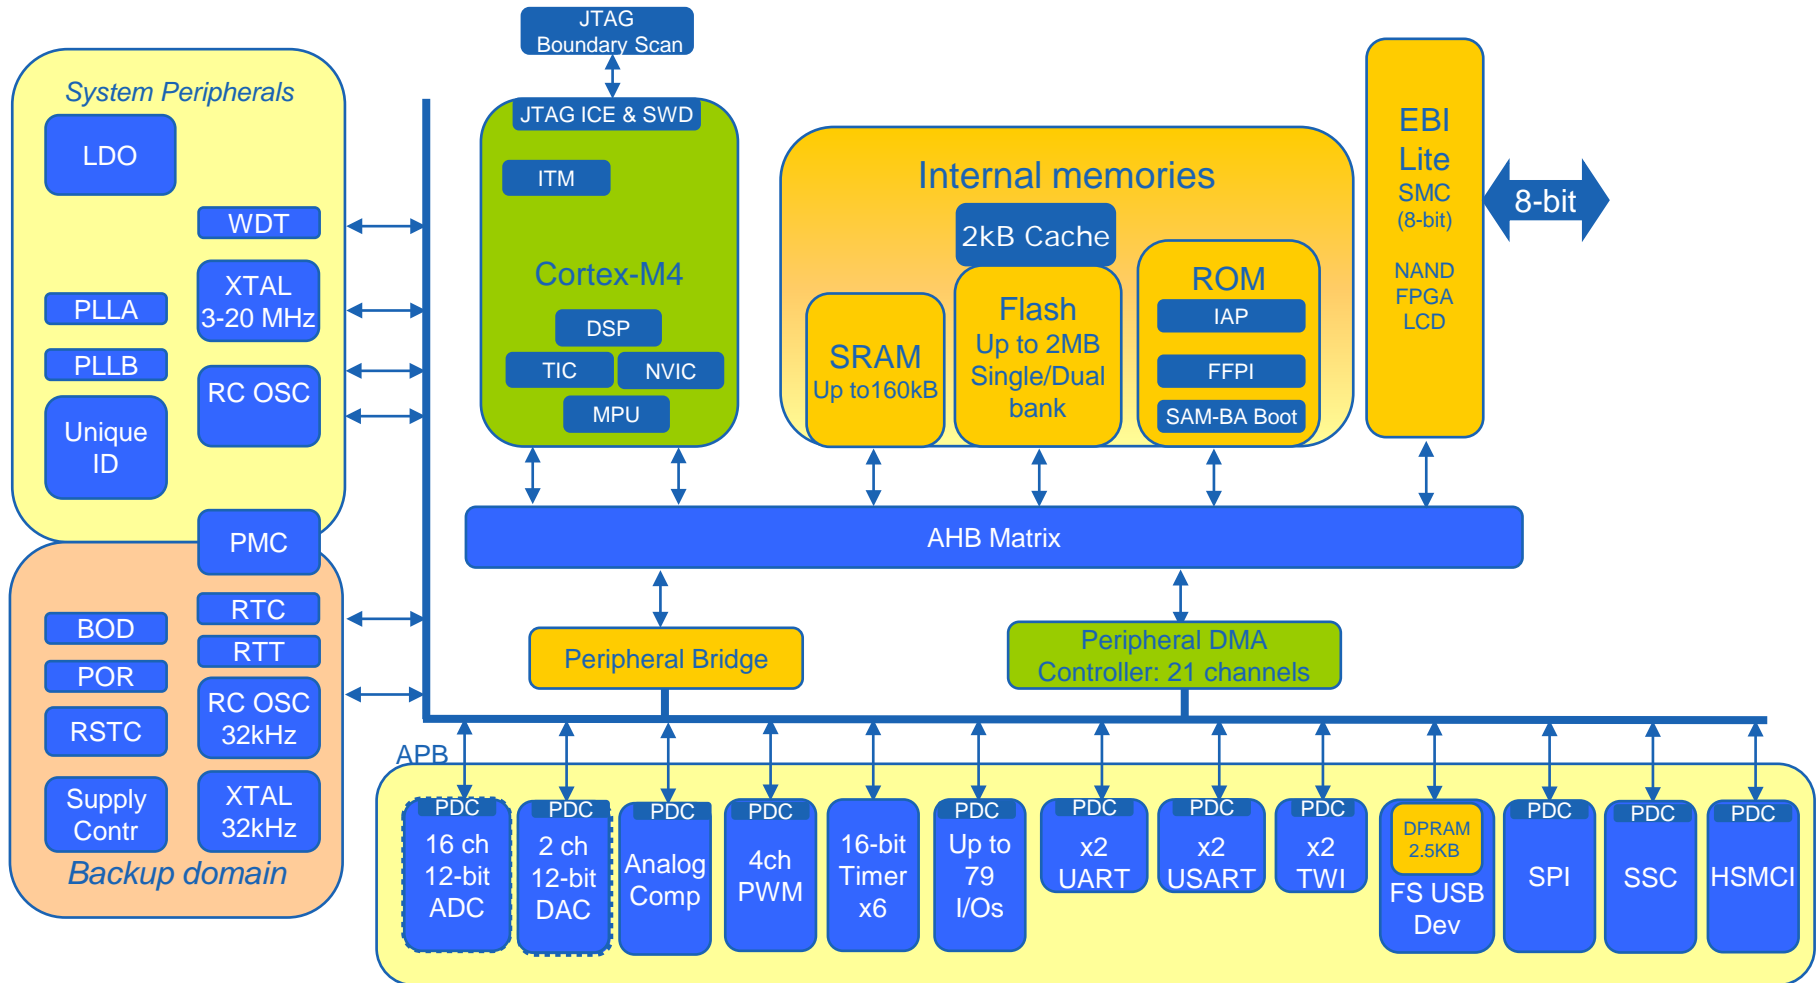 JTAG
Boundary Scan
System Peripherals
LDO
WDT
XTAL
3-20 MHz
PLLA
PLLB
RC OSC
Unique
ID
PMC
RTC
BOD
RTT
POR
RC OSC
32kHz
RSTC
Supply
Contr
XTAL
32kHz
Backup domain
JTAG ICE & SWD
ITM
Cortex-M4
DSP
TIC
NVIC
MPU
Internal memories
2kB Cache
SRAM
Up to160kB
Flash
Up to 2MB
Single/Dual
bank
ROM
IAP
FFPI
SAM-BA Boot
EBI
Lite
SMC
(8-bit)
NAND
FPGA
LCD
8-bit
AHB Matrix
Peripheral Bridge
Peripheral DMA
Controller: 21 channels
APB
PDC
16 ch
12-bit
ADC
PDC
2 ch
12-bit
DAC
PDC
Analog
Comp
PDC
4ch
PWM
16-bit
Timer
x6
PDC
Up to
79
I/Os
PDC
x2
UART
PDC
x2
USART
PDC
x2
TWI
DPRAM
2.5KB
FS USB
Dev
PDC
SPI
PDC
SSC
PDC
HSMCI